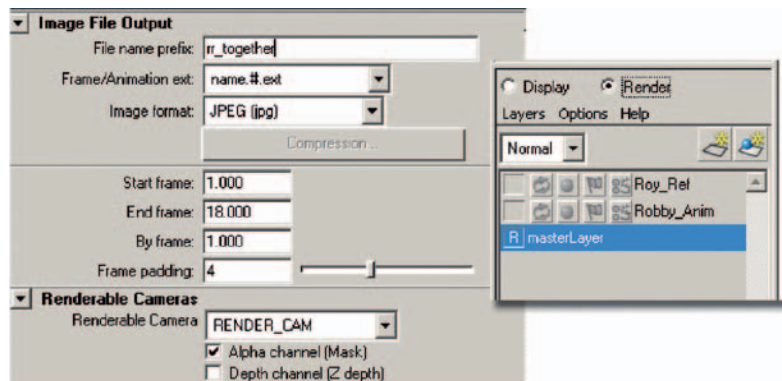 Image File Output
File name prefix: rr_together
Frame/Animation ext: name.#.ext
Image format: JPEG (jpg)
Compression...
Start frame: 1.000
End frame: 18.000
By frame: 1.000
Frame padding: 4
Renderable Cameras
Renderable Camera RENDER_CAM
Alpha channel (Mask)
Depth channel (Z depth)
Display Render
Layers Options Help
Normal
Roy_Ref
Robby_Anim
R masterLayer